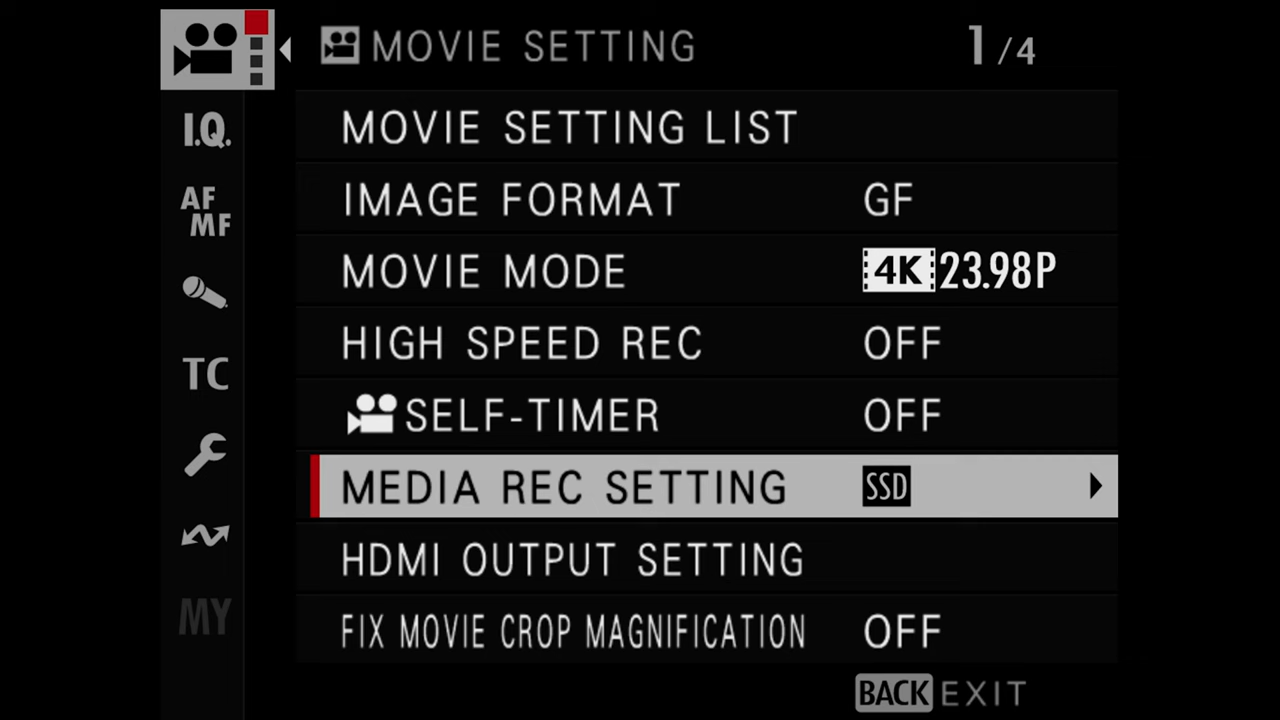 MOVIE SETTING 1/4
I.Q.
AF
MF
TC
MY
MOVIE SETTING LIST
IMAGE FORMAT GF
MOVIE MODE 4K 23.98P
HIGH SPEED REC OFF
SELF-TIMER OFF
MEDIA REC SETTING SSD
HDMI OUTPUT SETTING
FIX MOVIE CROP MAGNIFICATION OFF
BACK EXIT